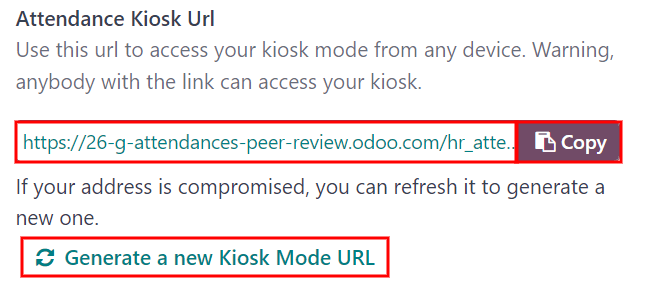 Attendance Kiosk Url
Use this url to access your kiosk mode from any device. Warning,
anybody with the link can access your kiosk.
https://26-g-attendances-peer-review.odoo.com/hr_atte... Copy
If your address is compromised, you can refresh it to generate a
new one.
Generate a new Kiosk Mode URL